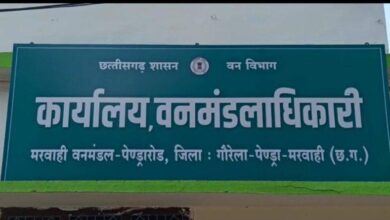 छत्तीसगढ़ शासन वन विभाग
कार्यालय, वनमंडलाधिकारी
मरवाही वनमंडल-पेण्ड्रारोड, जिला : गौरेला-पेण्ड्रा-मरवाही (छ.ग.)